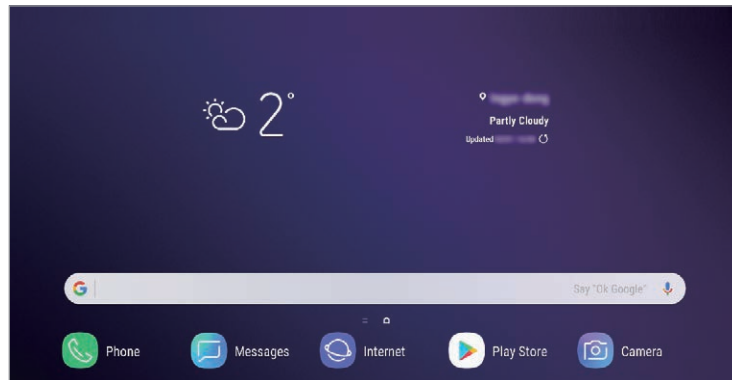 2°
Partly Cloudy
Updated
Say "Ok Google"
Phone
Messages
Internet
Play Store
Camera